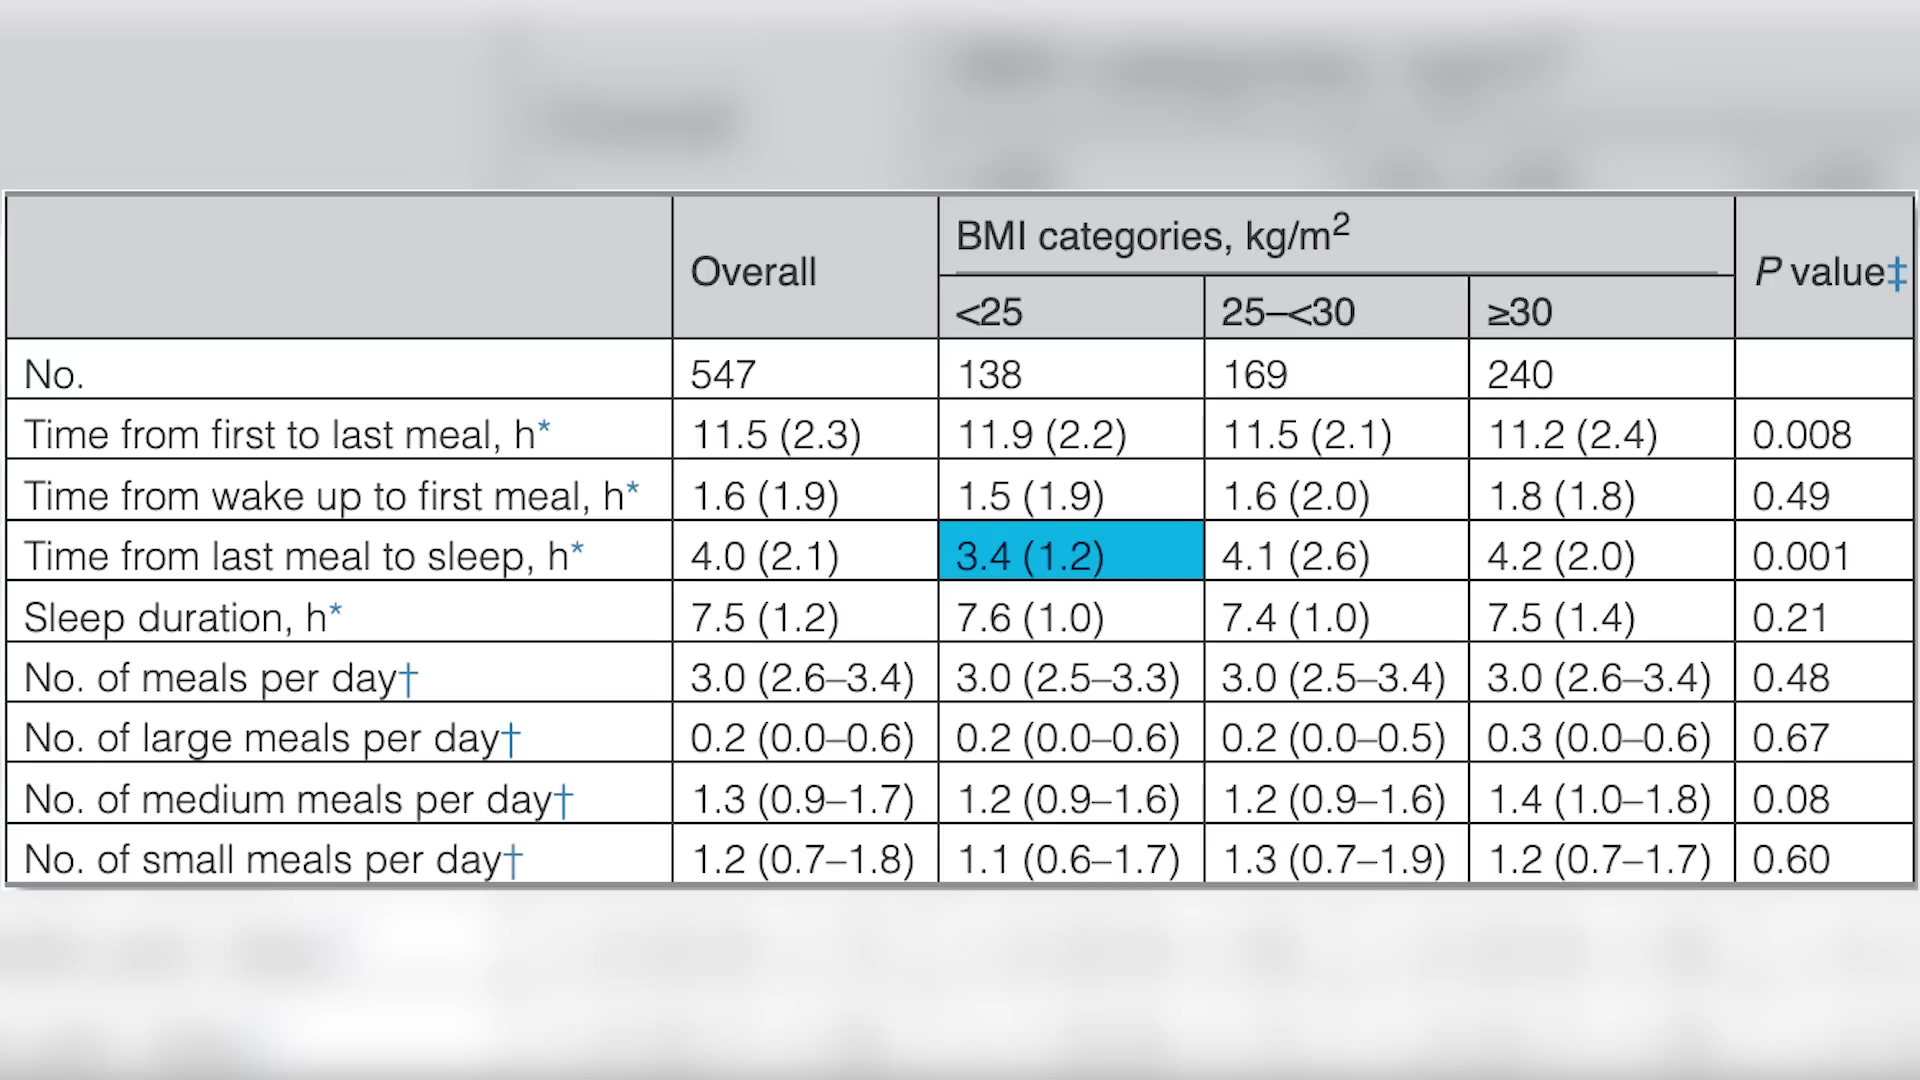 Overall BMI categories, kg/m² P value‡
<25 25–<30 ≥30
No. 547 138 169 240
Time from first to last meal, h* 11.5 (2.3) 11.9 (2.2) 11.5 (2.1) 11.2 (2.4) 0.008
Time from wake up to first meal, h* 1.6 (1.9) 1.5 (1.9) 1.6 (2.0) 1.8 (1.8) 0.49
Time from last meal to sleep, h* 4.0 (2.1) 3.4 (1.2) 4.1 (2.6) 4.2 (2.0) 0.001
Sleep duration, h* 7.5 (1.2) 7.6 (1.0) 7.4 (1.0) 7.5 (1.4) 0.21
No. of meals per day† 3.0 (2.6–3.4) 3.0 (2.5–3.3) 3.0 (2.5–3.4) 3.0 (2.6–3.4) 0.48
No. of large meals per day† 0.2 (0.0–0.6) 0.2 (0.0–0.6) 0.2 (0.0–0.5) 0.3 (0.0–0.6) 0.67
No. of medium meals per day† 1.3 (0.9–1.7) 1.2 (0.9–1.6) 1.2 (0.9–1.6) 1.4 (1.0–1.8) 0.08
No. of small meals per day† 1.2 (0.7–1.8) 1.1 (0.6–1.7) 1.3 (0.7–1.9) 1.2 (0.7–1.7) 0.60